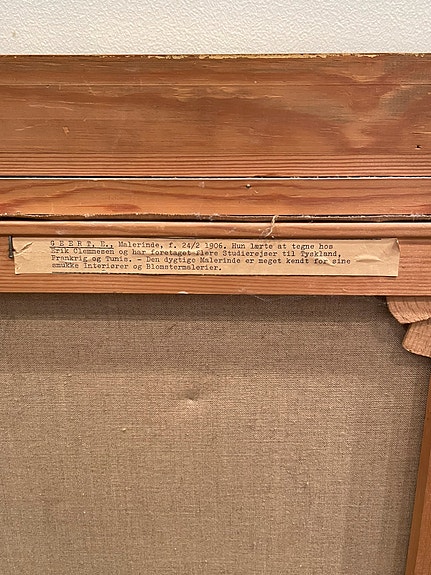 G E E R T, E., Malerinde, f. 24/2 1906. Hun lærte at tegne hos
Erik Clemmesen og har foretaget flere Studierejser til Tyskland,
Frankrig og Tunis. - Den dygtige Malerinde er meget kendt for sine
smukke Interiører og Blomstermalerier.